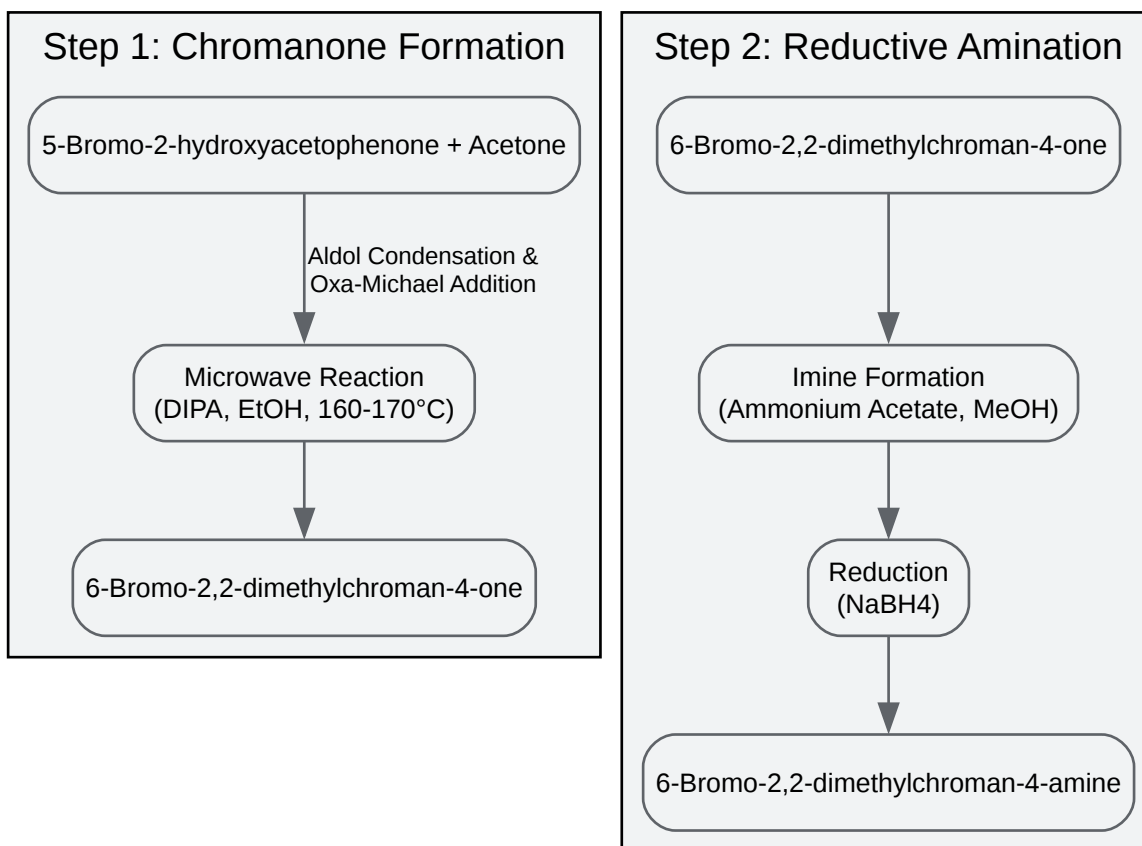 Step 1: Chromanone Formation
5-Bromo-2-hydroxyacetophenone + Acetone
Aldol Condensation &
Oxa-Michael Addition
Microwave Reaction
(DIPA, EtOH, 160-170°C)
6-Bromo-2,2-dimethylchroman-4-one
Step 2: Reductive Amination
6-Bromo-2,2-dimethylchroman-4-one
Imine Formation
(Ammonium Acetate, MeOH)
Reduction
(NaBH4)
6-Bromo-2,2-dimethylchroman-4-amine